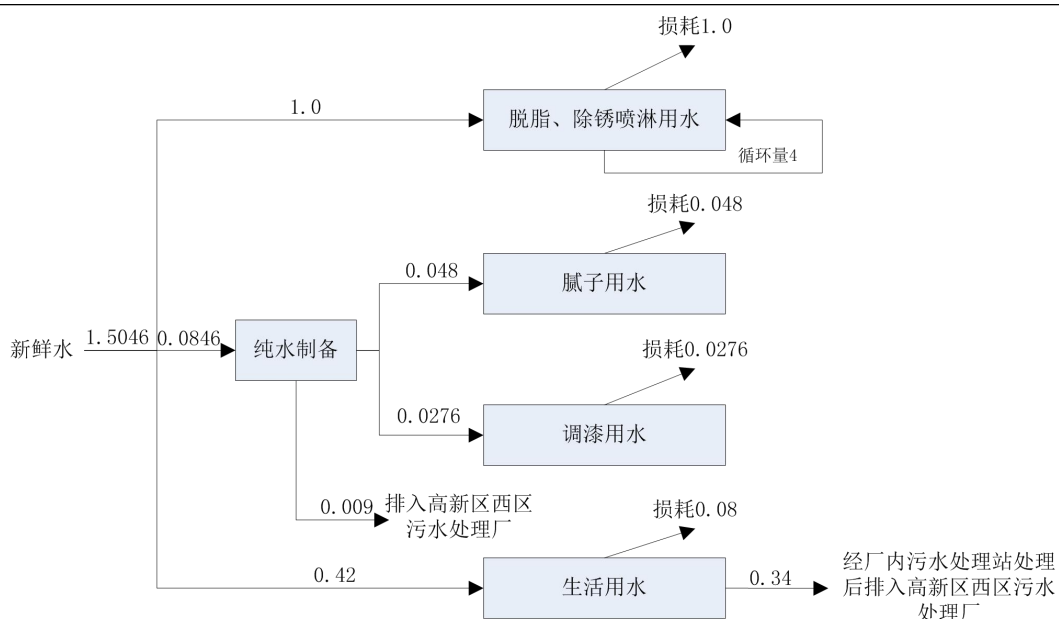 损耗1.0
1.0
脱脂、除锈喷淋用水
循环量4
损耗0.048
0.048
腻子用水
新鲜水
1.5046
0.0846
纯水制备
损耗0.0276
0.0276
调漆用水
0.009
排入高新区西区
污水处理厂
损耗0.08
0.42
生活用水
0.34
经厂内污水处理站处理
后排入高新区西区污水
处理厂